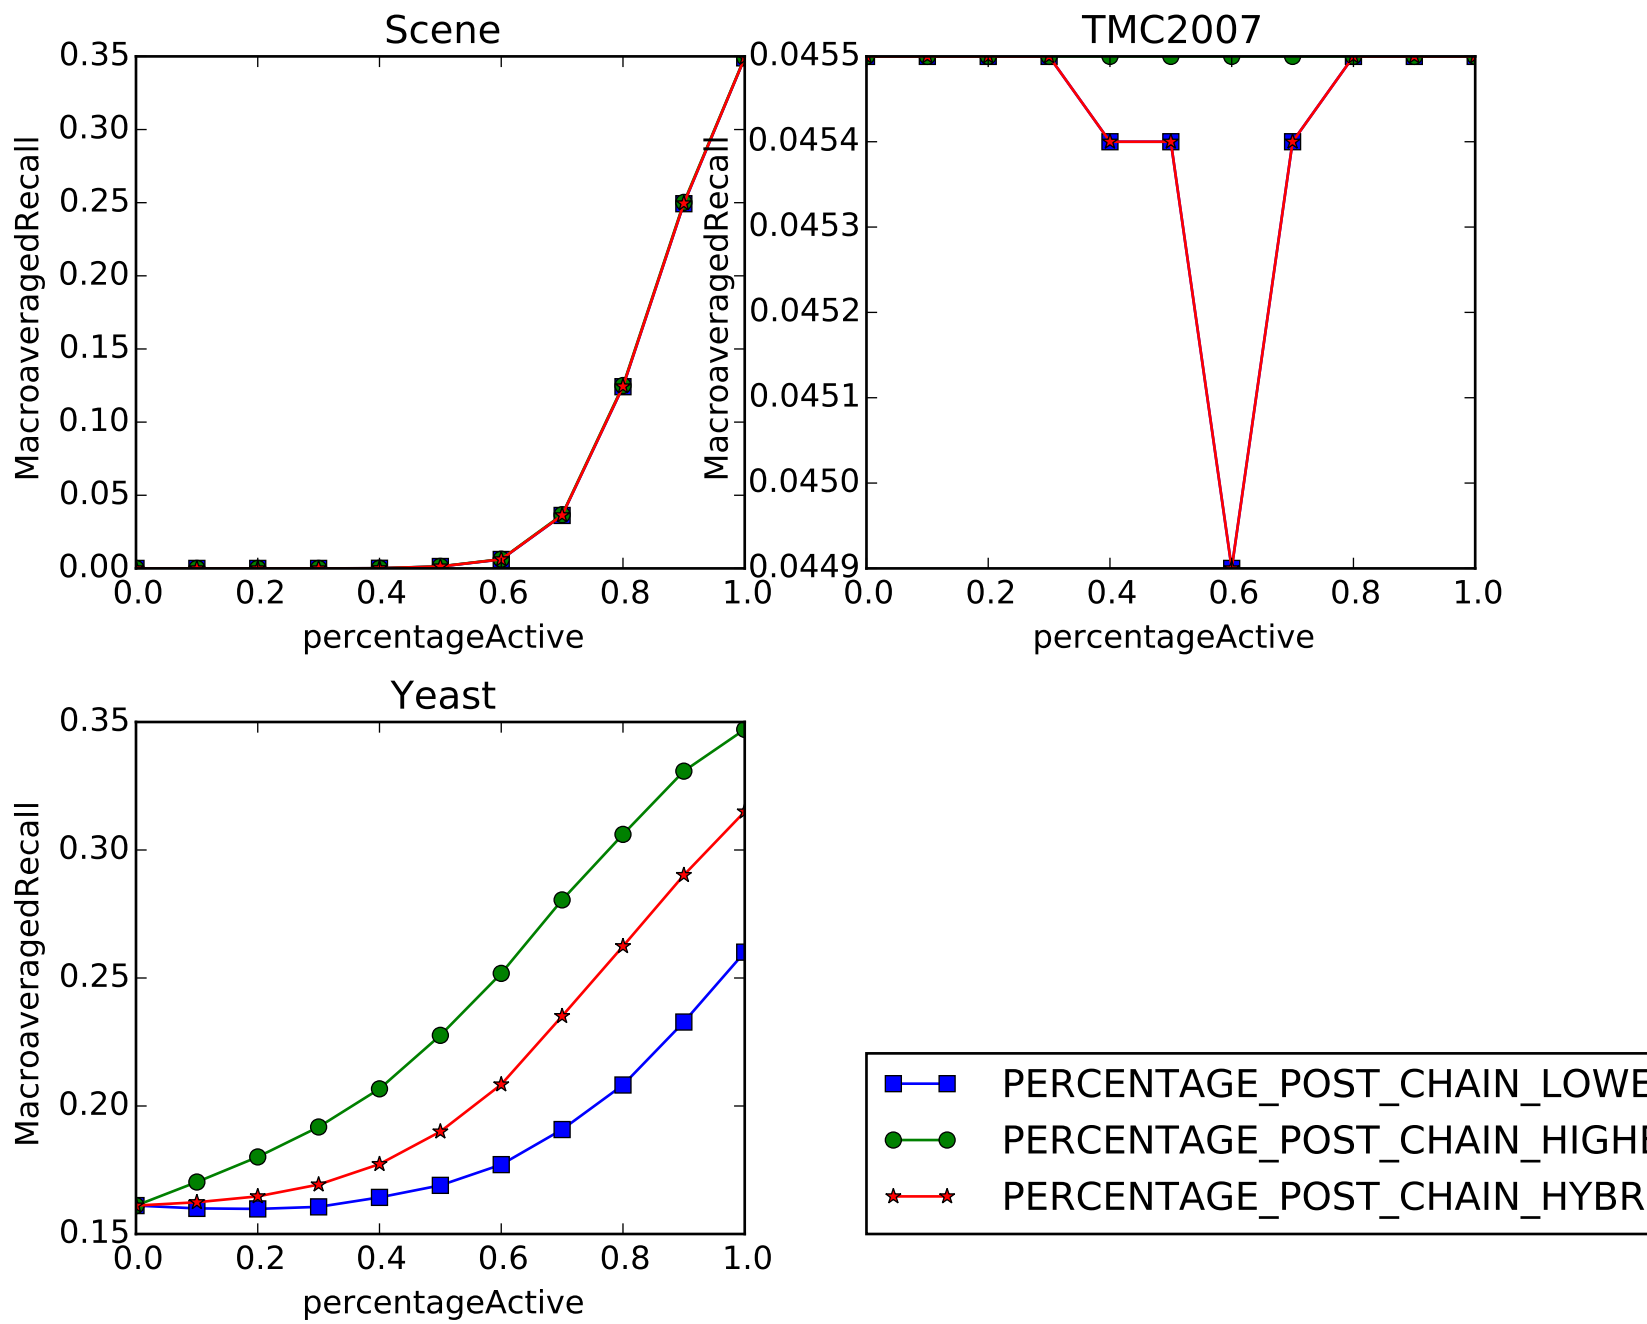 Scene
MacroaveragedRecall
0.35
0.30
0.25
0.20
0.15
0.10
0.05
0.00
0.0 0.2 0.4 0.6 0.8 1.0
percentageActive
TMC2007
MacroaveragedRecall
0.0455
0.0454
0.0453
0.0452
0.0451
0.0450
0.0449
0.0 0.2 0.4 0.6 0.8 1.0
percentageActive
Yeast
MacroaveragedRecall
0.35
0.30
0.25
0.20
0.15
0.0 0.2 0.4 0.6 0.8 1.0
percentageActive
PERCENTAGE_POST_CHAIN_LOWE
PERCENTAGE_POST_CHAIN_HIGHE
PERCENTAGE_POST_CHAIN_HYBR